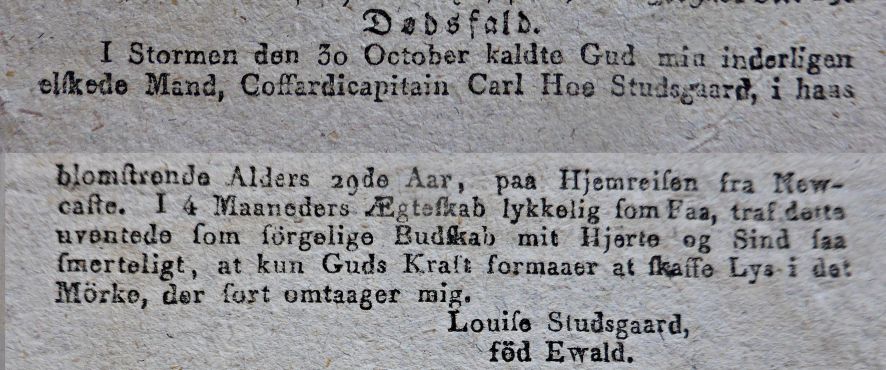 Dødsfald.
I Stormen den 30 October kaldte Gud min inderligen
elſkede Mand, Coffardicapitain Carl Hoe Studsgaard, i haas
blomſtrende Alders 29de Aar, paa Hjemreiſen fra New-
caſte. I 4 Maaneders Ægteſkab lykkelig ſom Faa, traf dette
uventede ſom ſörgelige Budſkab mit Hjerte og Sind ſaa
ſmerteligt, at kun Guds Kraft formaaer at ſkaffe Lys i det
Mörke, der ſort omtaager mig.
Louiſe Studsgaard,
föd Ewald.